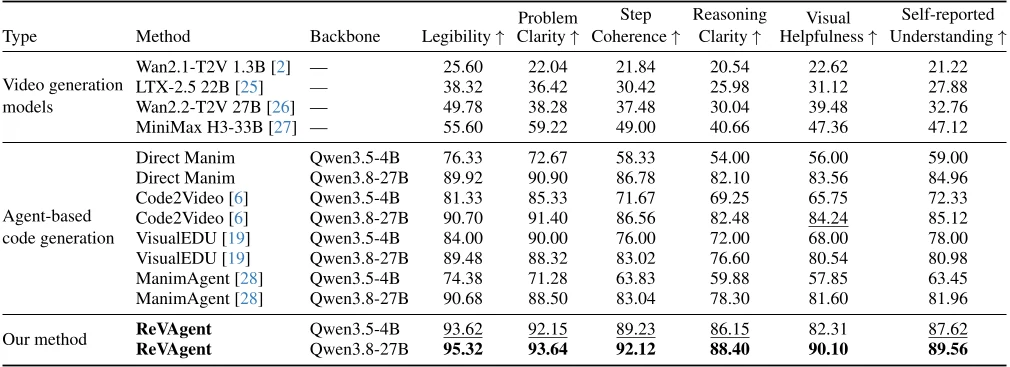 Type Method Backbone Legibility ↑ Problem Clarity ↑ Step Coherence ↑ Reasoning Clarity ↑ Visual Helpfulness ↑ Self-reported Understanding ↑
Video generation models
Wan2.1-T2V 1.3B [2] — 25.60 22.04 21.84 20.54 22.62 21.22
LTX-2.5 22B [25] — 38.32 36.42 30.42 25.98 31.12 27.88
Wan2.2-T2V 27B [26] — 49.78 38.28 37.48 30.04 39.48 32.76
MiniMax H3-33B [27] — 55.60 59.22 49.00 40.66 47.36 47.12
Agent-based code generation
Direct Manim Qwen3.5-4B 76.33 72.67 58.33 54.00 56.00 59.00
Direct Manim Qwen3.8-27B 89.92 90.90 86.78 82.10 83.56 84.96
Code2Video [6] Qwen3.5-4B 81.33 85.33 71.67 69.25 65.75 72.33
Code2Video [6] Qwen3.8-27B 90.70 91.40 86.56 82.48 84.24 85.12
VisualEDU [19] Qwen3.5-4B 84.00 90.00 76.00 72.00 68.00 78.00
VisualEDU [19] Qwen3.8-27B 89.48 88.32 83.02 76.60 80.54 80.98
ManimAgent [28] Qwen3.5-4B 74.38 71.28 63.83 59.88 57.85 63.45
ManimAgent [28] Qwen3.8-27B 90.68 88.50 83.04 78.30 81.60 81.96
Our method
ReVAgent Qwen3.5-4B 93.62 92.15 89.23 86.15 82.31 87.62
ReVAgent Qwen3.8-27B 95.32 93.64 92.12 88.40 90.10 89.56